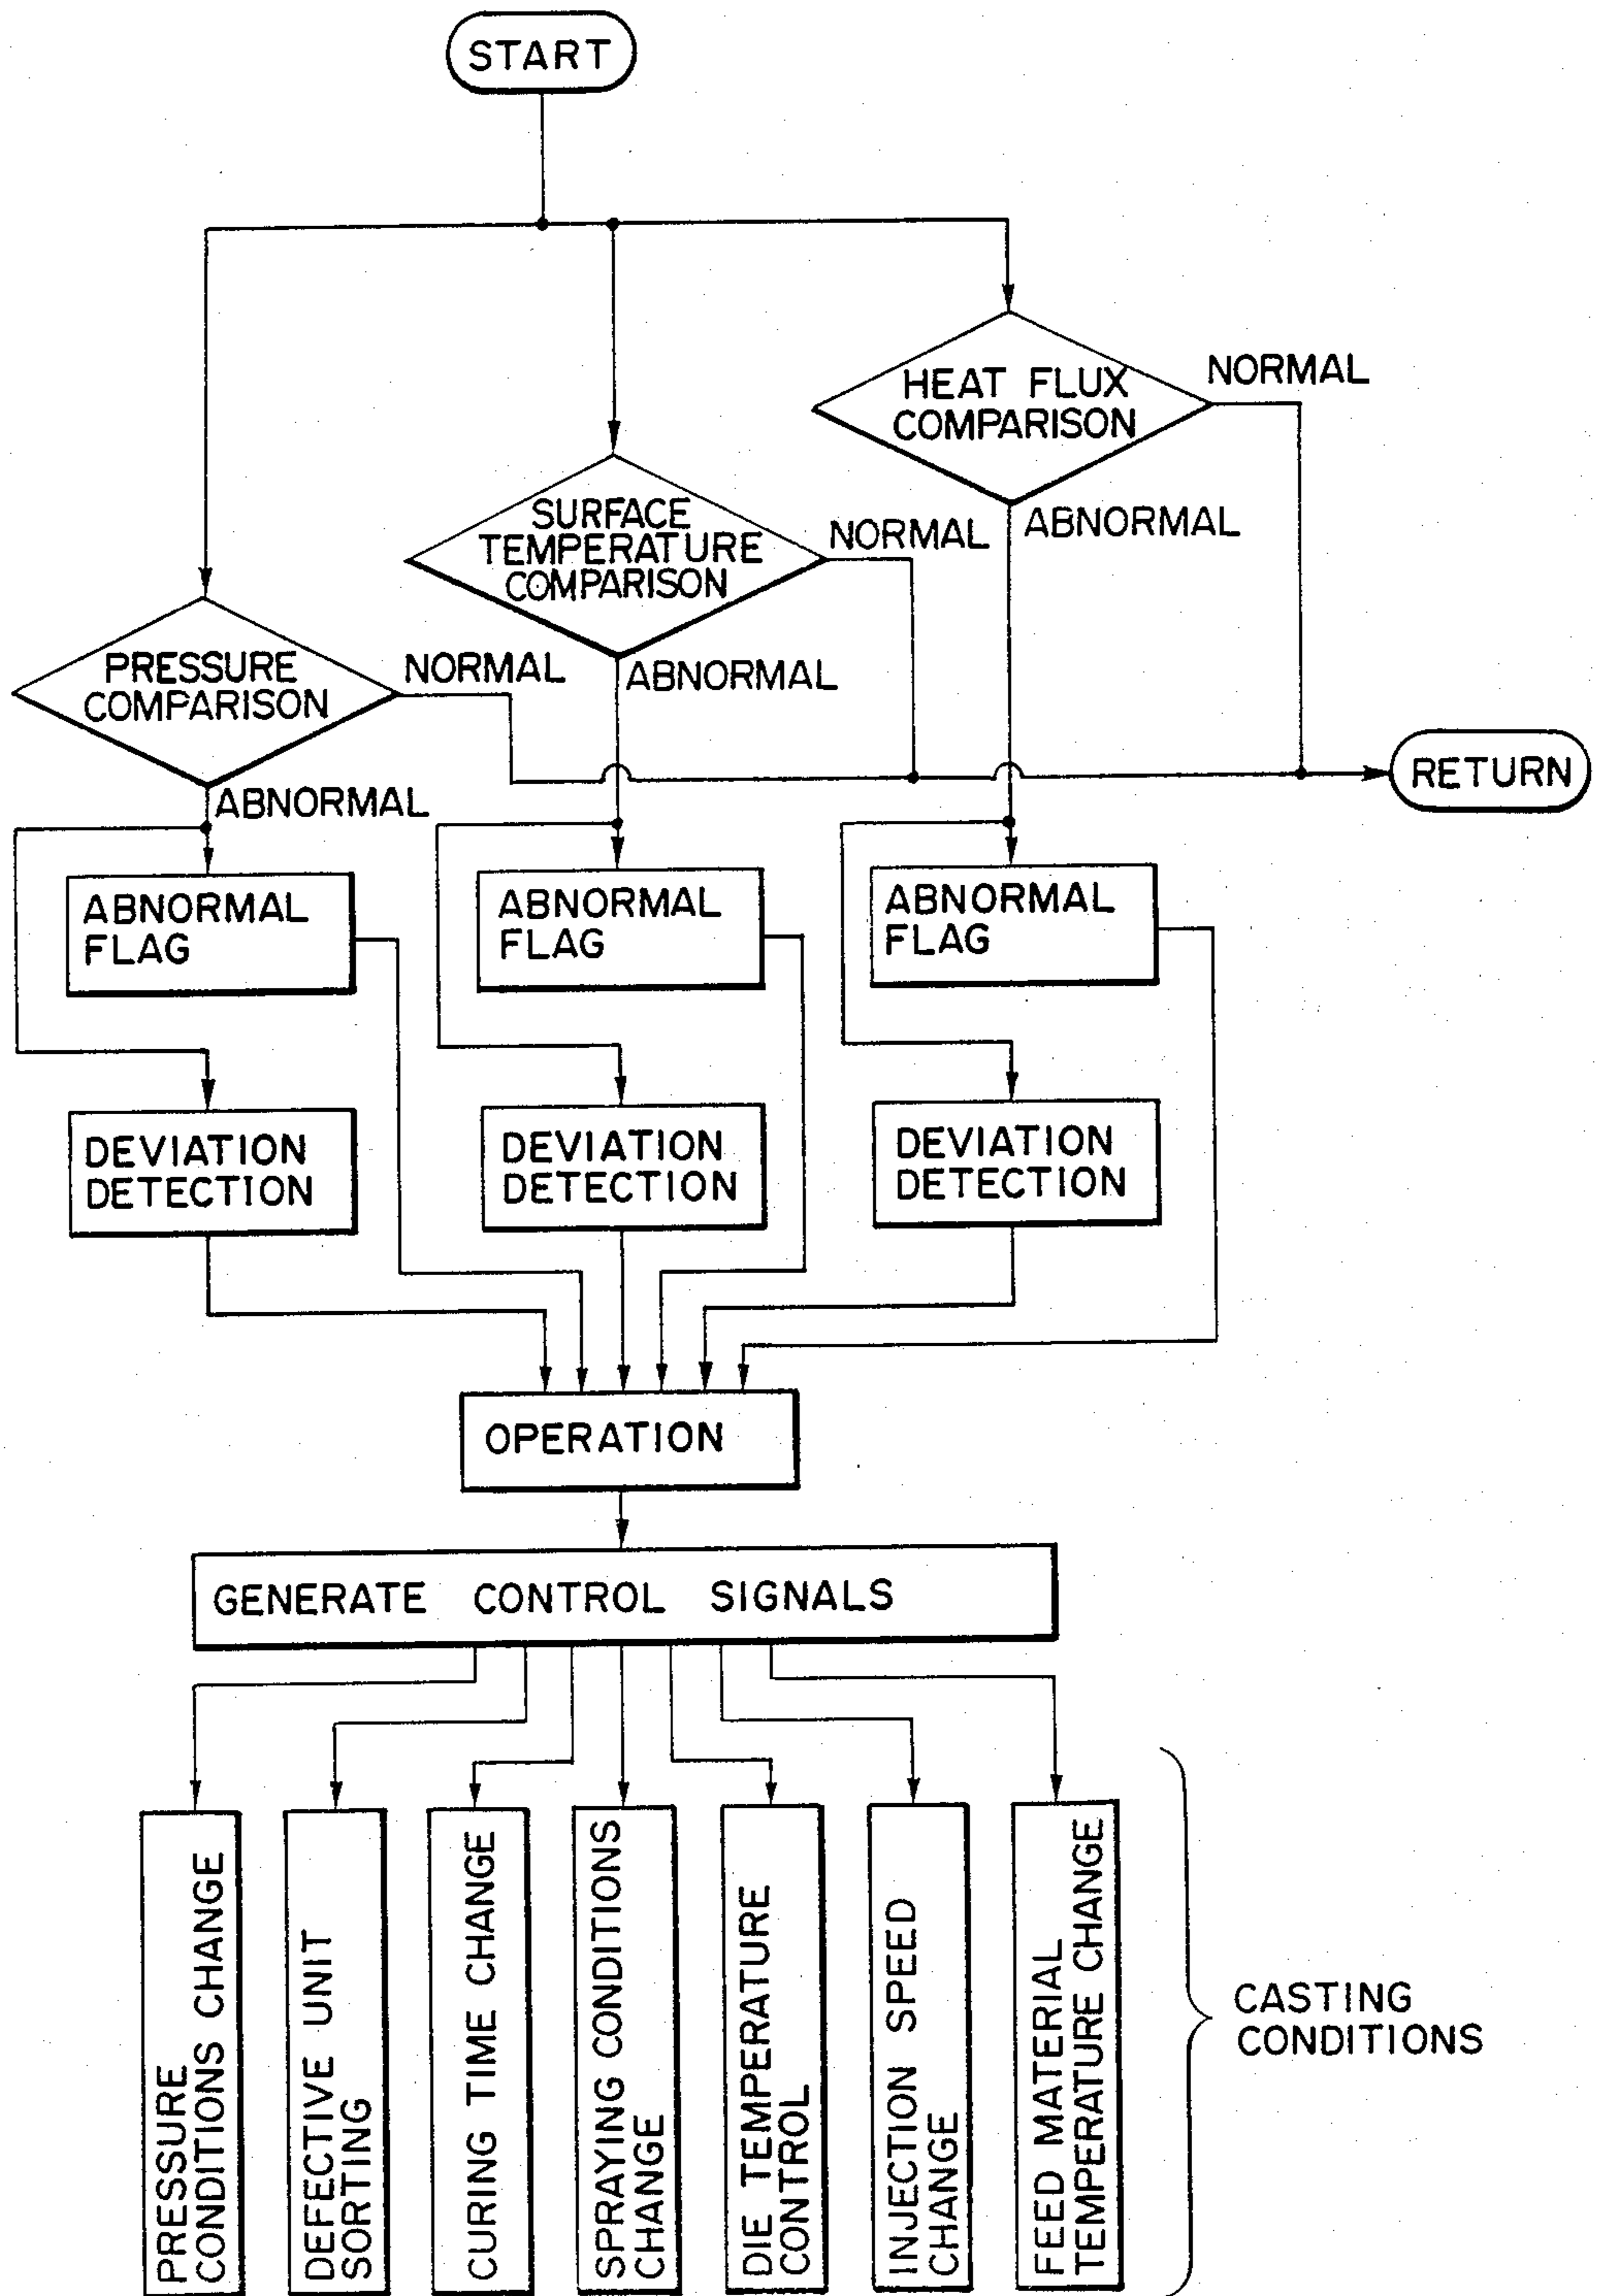 START
HEAT FLUX
COMPARISON
NORMAL
ABNORMAL
SURFACE
TEMPERATURE
COMPARISON
NORMAL
ABNORMAL
PRESSURE
COMPARISON
NORMAL
ABNORMAL
RETURN
ABNORMAL
FLAG
ABNORMAL
FLAG
ABNORMAL
FLAG
DEVIATION
DETECTION
DEVIATION
DETECTION
DEVIATION
DETECTION
OPERATION
GENERATE CONTROL SIGNALS
PRESSURE
CONDITIONS CHANGE
DEFECTIVE UNIT
SORTING
CURING TIME CHANGE
SPRAYING CONDITIONS
CHANGE
DIE TEMPERATURE
CONTROL
INJECTION SPEED
CHANGE
FEED MATERIAL
TEMPERATURE CHANGE
CASTING
CONDITIONS